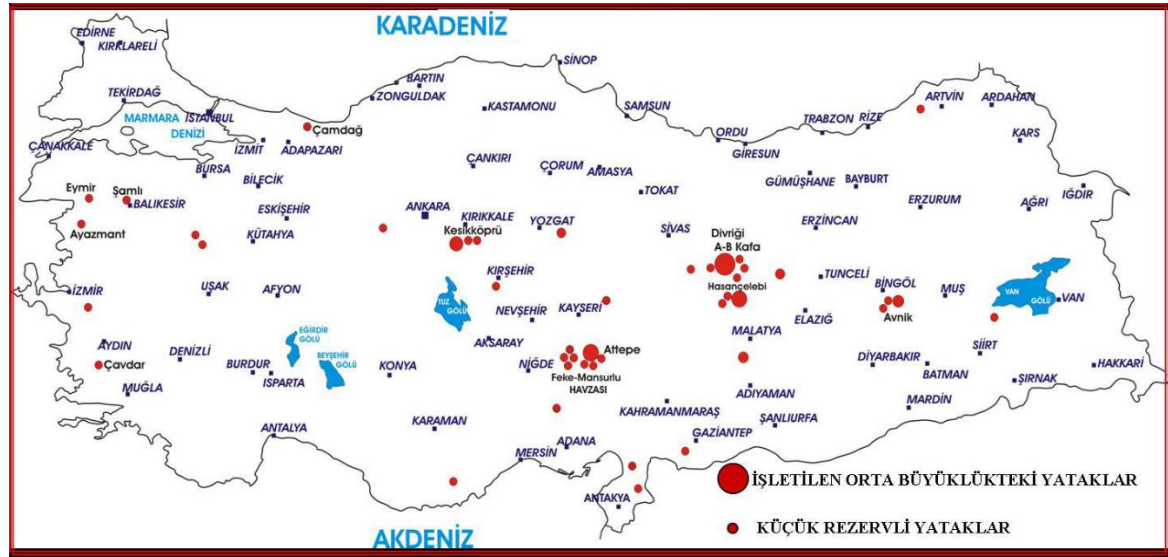 KARADENİZ
EDİRNE
KIRKLARELİ
SİNOP
BARTIN
ZONGULDAK
KASTAMONU
TEKİRDAĞ
İSTANBUL
MARMARA
DENİZİ
SAMSUN
ARTVİN
ARDAHAN
TRABZON
RİZE
Çamdağ
ORDU
GİRESUN
KARS
ÇANAKKALE
İZMİT
ADAPAZARI
BURSA
BİLECİK
ÇANKIRI
ÇORUM
AMASYA
TOKAT
GÜMÜŞHANE
BAYBURT
Eymir
Şamlı
BALIKESİR
ESKİŞEHİR
ANKARA
KIRIKKALE
YOZGAT
SİVAS
ERZİNCAN
ERZURUM
AĞRI
IĞDIR
Ayazmant
KÜTAHYA
Kesikköprü
Divriği
A-B Kafa
İZMİR
UŞAK
AFYON
TUZ
GÖLÜ
KIRŞEHİR
NEVŞEHİR
KAYSERİ
Hasançelebi
TUNCELİ
BİNGÖL
MUŞ
VAN
GÖLÜ
VAN
ELAZIĞ
Avnik
EĞİRDİR
GÖLÜ
BEYŞEHİR
GÖLÜ
AKSARAY
MALATYA
AYDIN
DENİZLİ
BURDUR
ISPARTA
KONYA
NİĞDE
Attepe
Feke-Mansurlu
HAVZASI
DİYARBAKIR
BATMAN
SİİRT
HAKKARİ
Çavdar
MUĞLA
ADIYAMAN
ŞIRNAK
MARDİN
KAHRAMANMARAŞ
ŞANLIURFA
ANTALYA
KARAMAN
GAZİANTEP
MERSİN
ADANA
ANTAKYA
İŞLETİLEN ORTA BÜYÜKLÜKTEKİ YATAKLAR
KÜÇÜK REZERVLİ YATAKLAR
AKDENİZ